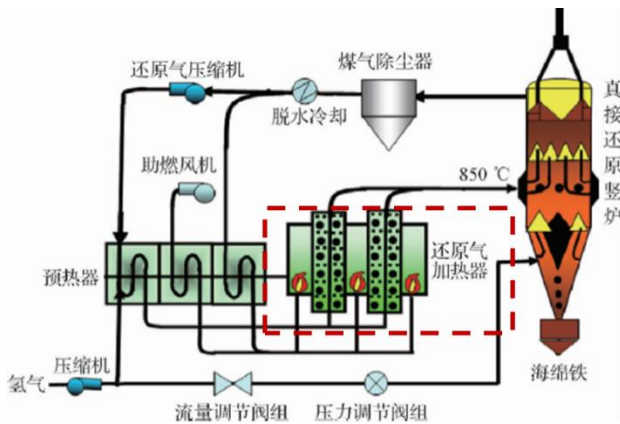 煤气除尘器
还原气压缩机
脱水冷却
助燃风机
850 ℃
真
接
还
原
竖
炉
还原气
加热器
预热器
压缩机
氢气
流量调节阀组
压力调节阀组
海绵铁